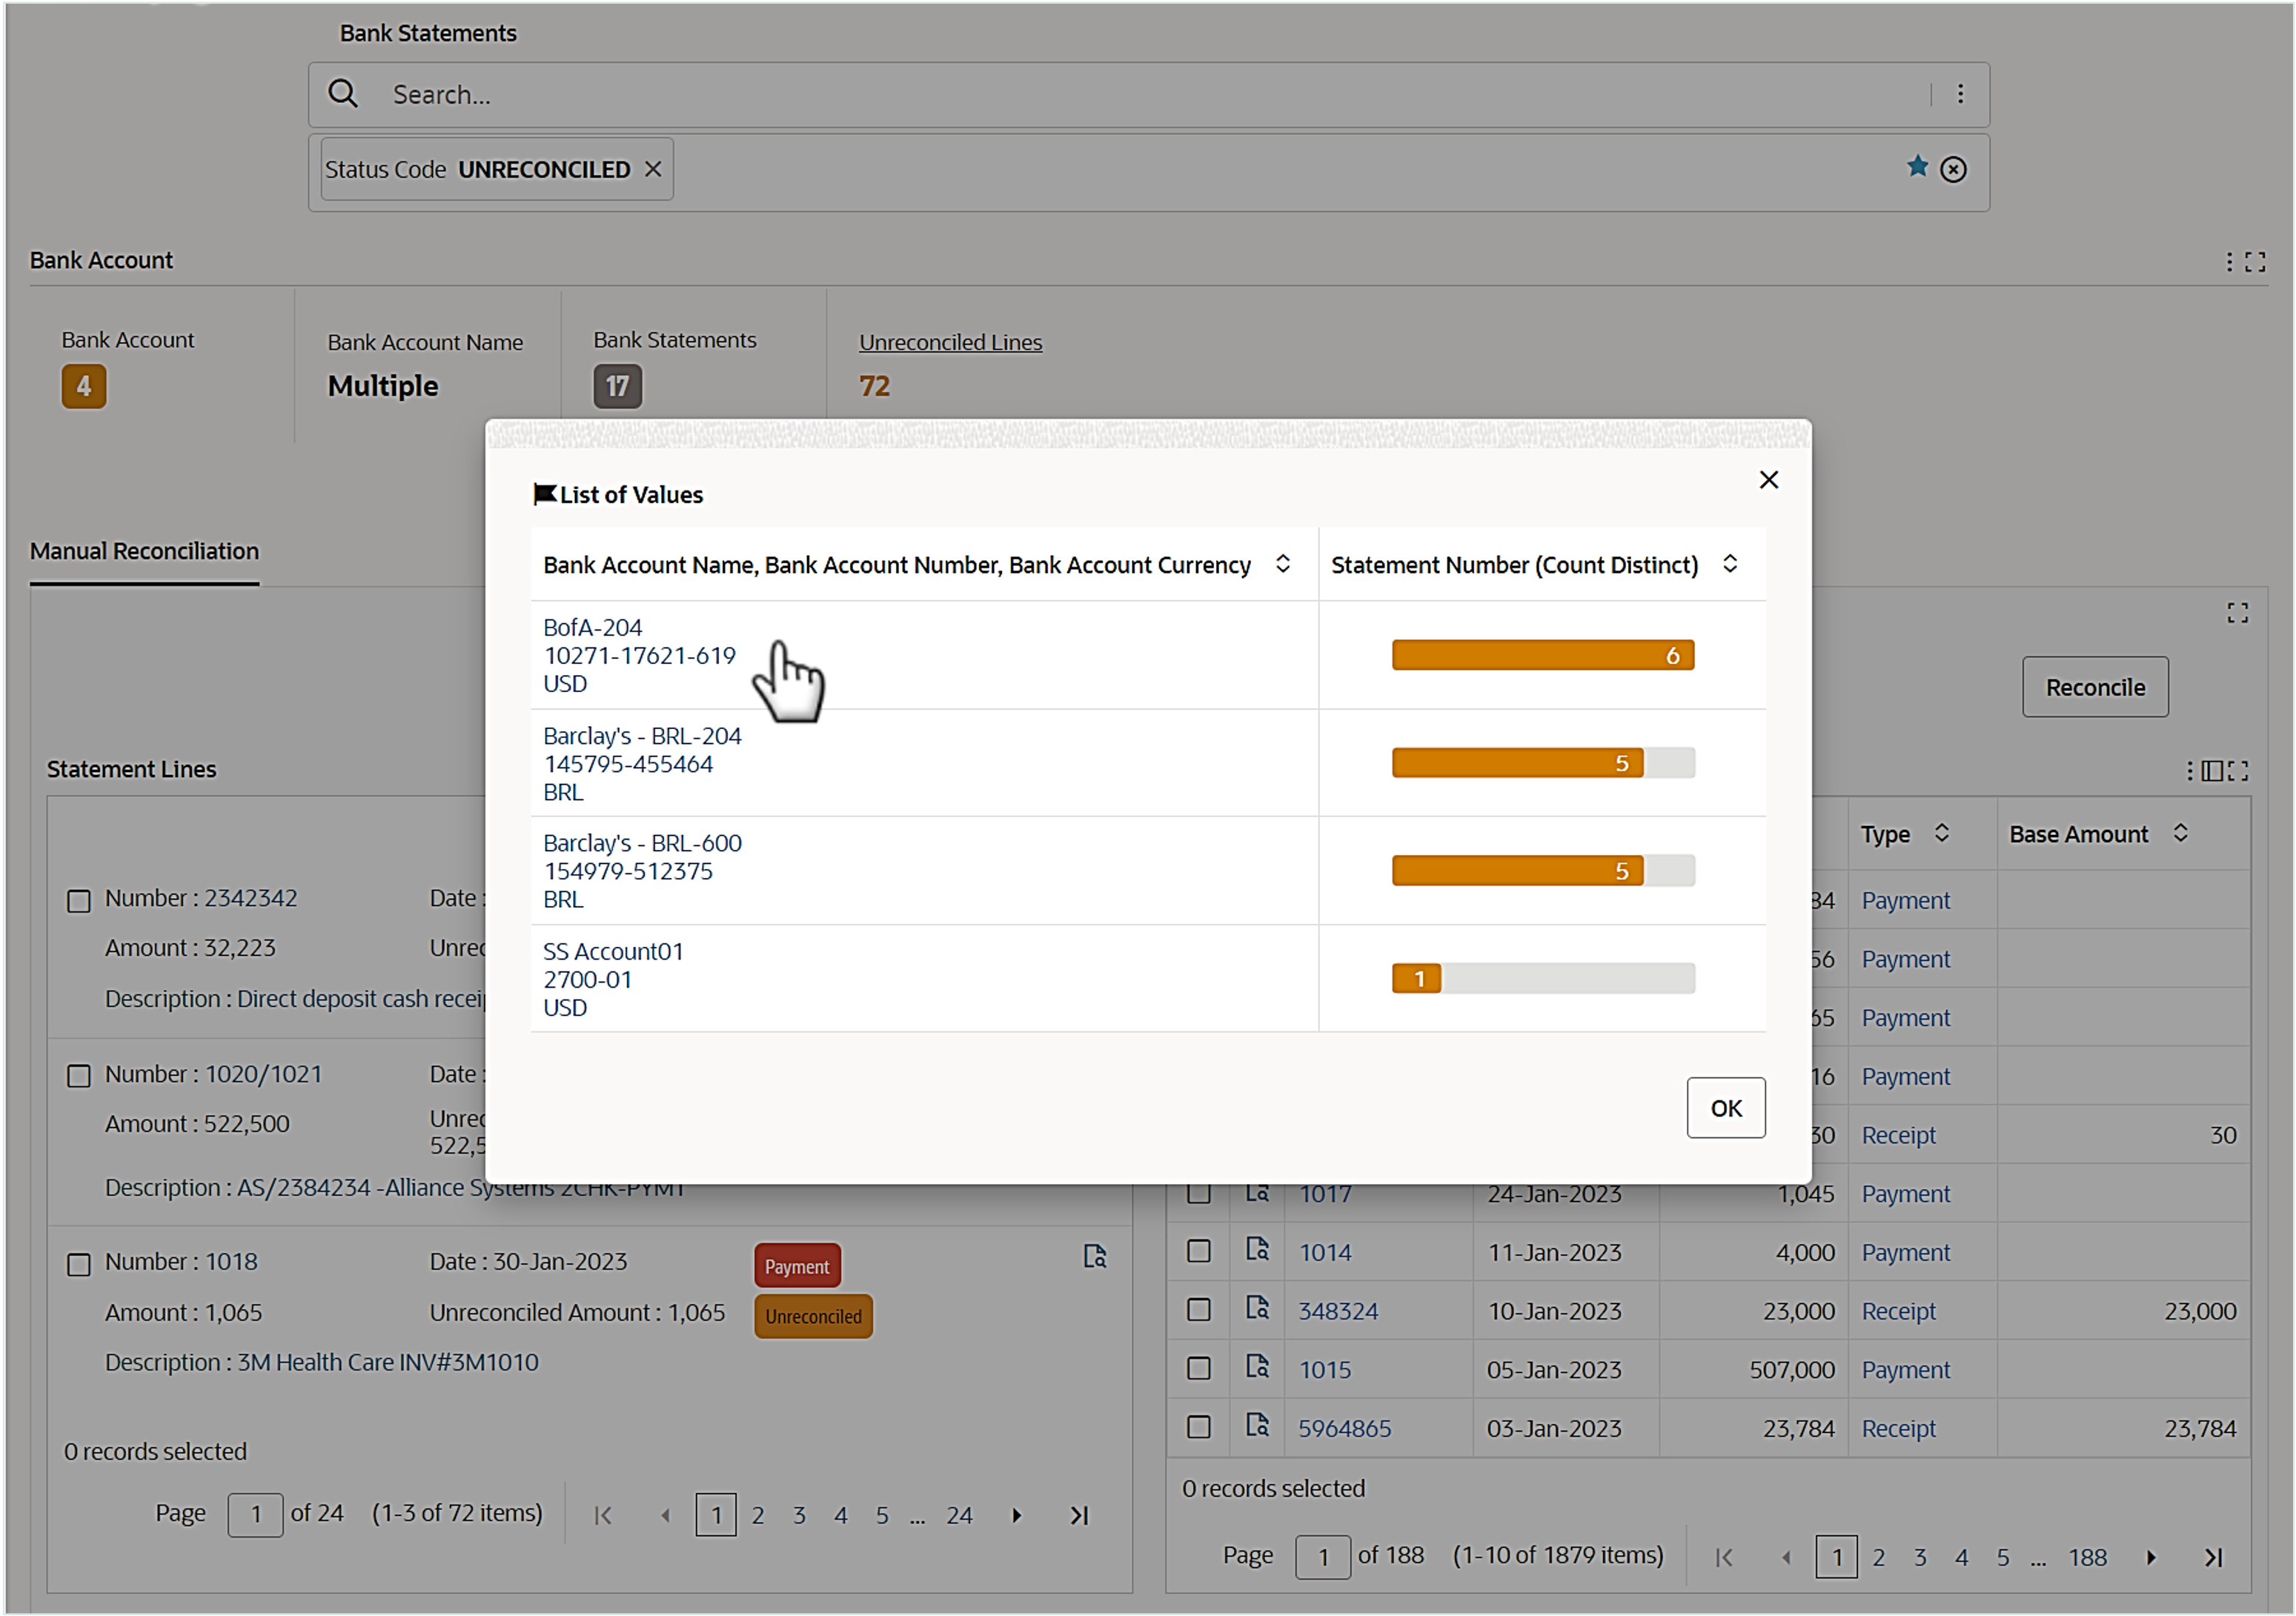 Bank Statements
Search...
Status Code UNRECONCILED
Bank Account
Bank Account
4
Bank Account Name
Multiple
Bank Statements
17
Unreconciled Lines
72
List of Values
Bank Account Name, Bank Account Number, Bank Account Currency
Statement Number (Count Distinct)
BofA-204
10271-17621-619
USD
6
Barclay's - BRL-204
145795-455464
BRL
5
Barclay's - BRL-600
154979-512375
BRL
5
SS Account01
2700-01
USD
1
OK
Manual Reconciliation
Reconcile
Statement Lines
Number : 2342342 Date :
Amount : 32,223
Description : Direct deposit cash
Number : 1020/1021 Date :
Amount : 522,500
Description : AS/2384234 -Alliance Systems 2CHK-PYMT
Number : 1018 Date : 30-Jan-2023 Payment
Amount : 1,065 Unreconciled Amount : 1,065 Unreconciled
Description : 3M Health Care INV#3M1010
0 records selected
Page 1 of 24 (1-3 of 72 items) 1 2 3 4 5 ... 24
Type Base Amount
84 Payment
56 Payment
65 Payment
16 Payment
30 Receipt 30
1017 24-Jan-2023 1,045 Payment
1014 11-Jan-2023 4,000 Payment
348324 10-Jan-2023 23,000 Receipt 23,000
1015 05-Jan-2023 507,000 Payment
5964865 03-Jan-2023 23,784 Receipt 23,784
0 records selected
Page 1 of 188 (1-10 of 1879 items) 1 2 3 4 5 ... 188